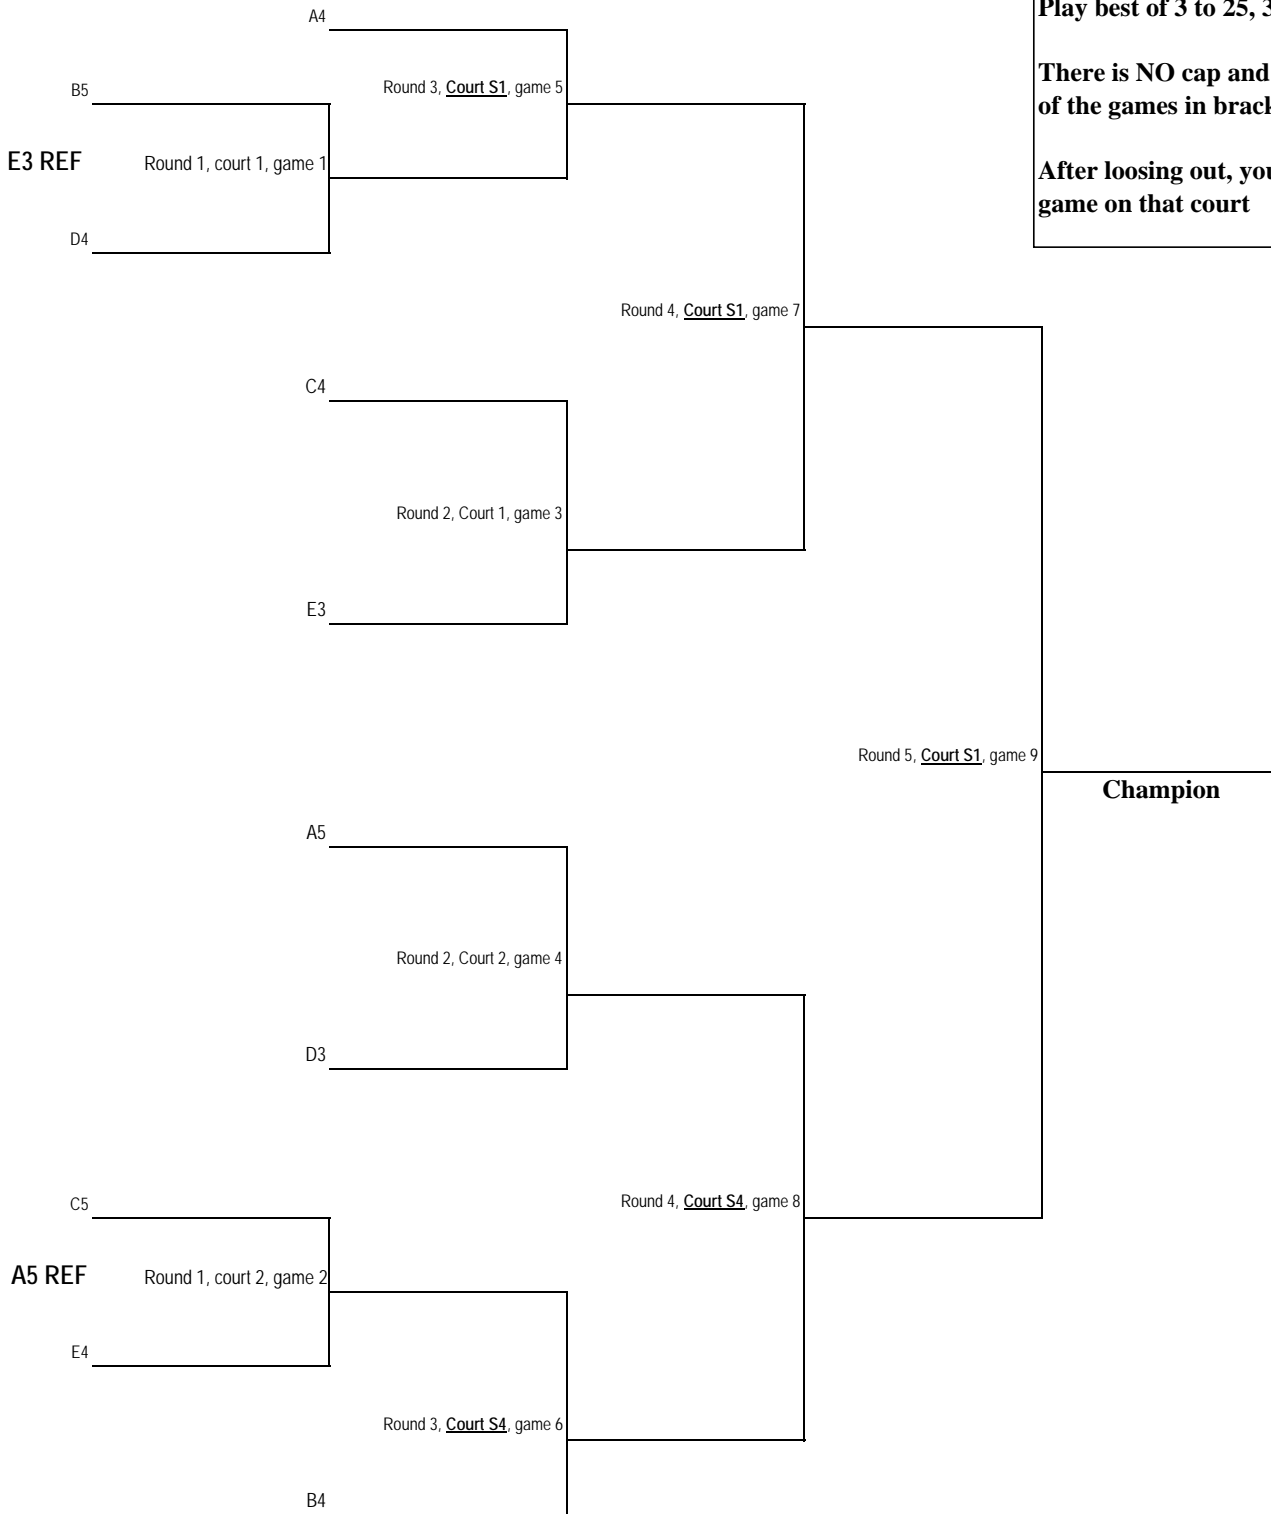 A4
Play best of 3 to 25, 3
Round 3, Court S1, game 5
There is NO cap and
of the games in brack
B5
E3 REF
Round 1, court 1, game 1
After loosing out, you
game on that court
D4
Round 4, Court S1, game 7
C4
Round 2, Court 1, game 3
E3
Round 5, Court S1, game 9
Champion
A5
Round 2, Court 2, game 4
D3
C5
Round 4, Court S4, game 8
A5 REF
Round 1, court 2, game 2
E4
Round 3, Court S4, game 6
B4